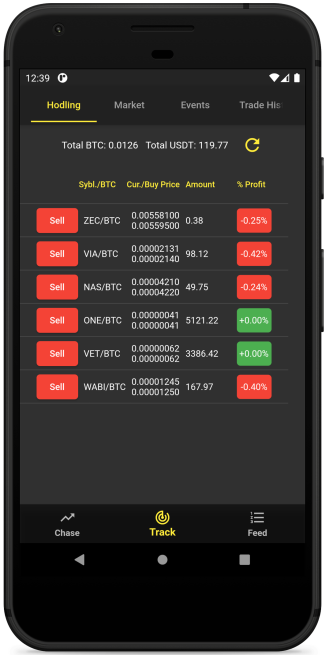 12:39
Hodling Market Events Trade His
Total BTC: 0.0126 Total USDT: 119.77
Sybl./BTC Cur./Buy Price Amount % Profit
Sell ZEC/BTC 0.00558100 0.38 -0.25%
0.00559500
Sell VIA/BTC 0.00002131 98.12 -0.42%
0.00002140
Sell NAS/BTC 0.00004210 49.75 -0.24%
0.00004220
Sell ONE/BTC 0.00000041 5121.22 +0.00%
0.00000041
Sell VET/BTC 0.00000062 3386.42 +0.00%
0.00000062
Sell WABI/BTC 0.00001245 167.97 -0.40%
0.00001250
Chase Track Feed